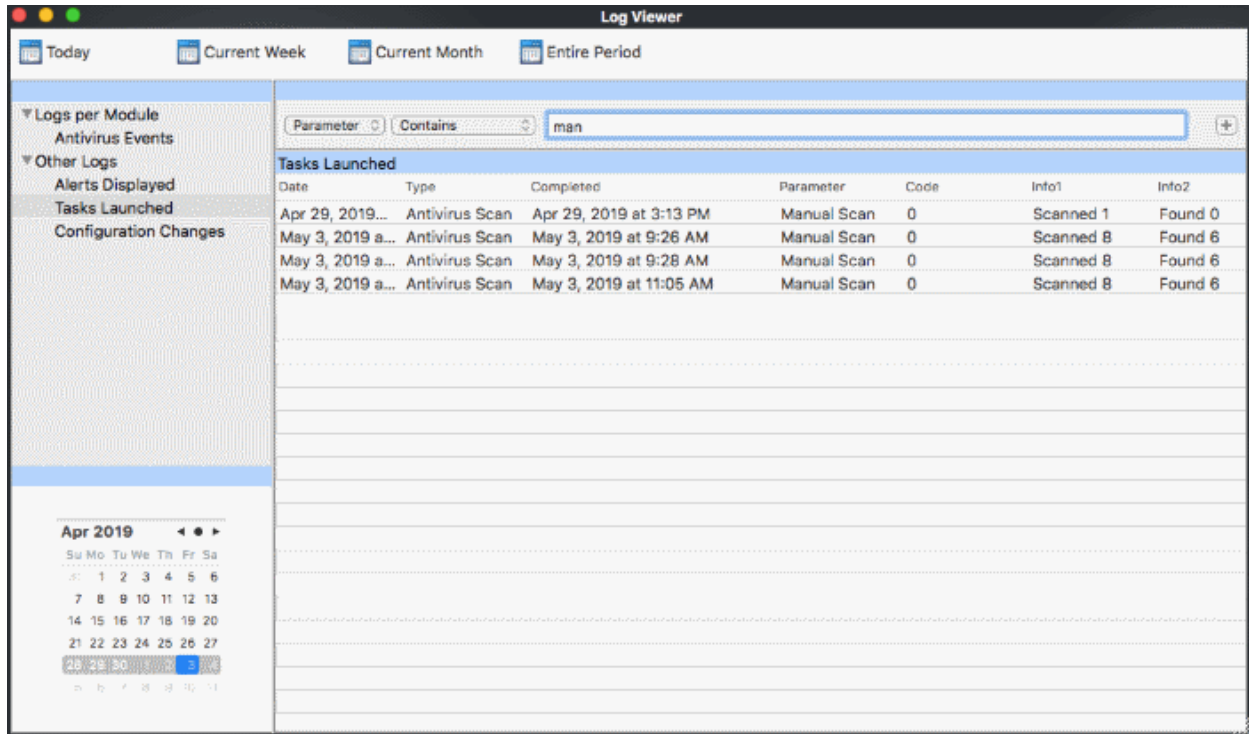 Log Viewer
Today Current Week Current Month Entire Period
Logs per Module
Antivirus Events
Other Logs
Alerts Displayed
Tasks Launched
Configuration Changes
Parameter Contains man
Tasks Launched
Date Type Completed Parameter Code Info1 Info2
Apr 29, 2019... Antivirus Scan Apr 29, 2019 at 3:13 PM Manual Scan 0 Scanned 1 Found 0
May 3, 2019 a... Antivirus Scan May 3, 2019 at 9:26 AM Manual Scan 0 Scanned 8 Found 6
May 3, 2019 a... Antivirus Scan May 3, 2019 at 9:28 AM Manual Scan 0 Scanned 8 Found 6
May 3, 2019 a... Antivirus Scan May 3, 2019 at 11:05 AM Manual Scan 0 Scanned 8 Found 6
Apr 2019
Su Mo Tu We Th Fr Sa
1 2 3 4 5 6
7 8 9 10 11 12 13
14 15 16 17 18 19 20
21 22 23 24 25 26 27
28 29 30 1 2 3 4